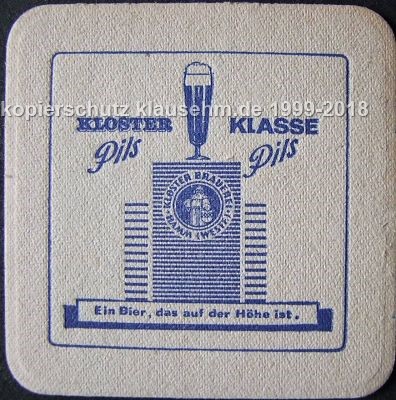 kopierschutz klausehm.de 1999-2018
KLOSTER KLASSE
Pils Pils
KLOSTER BRAUEREI
HAMM (WESTF.)
Ein Bier, das auf der Höhe ist.